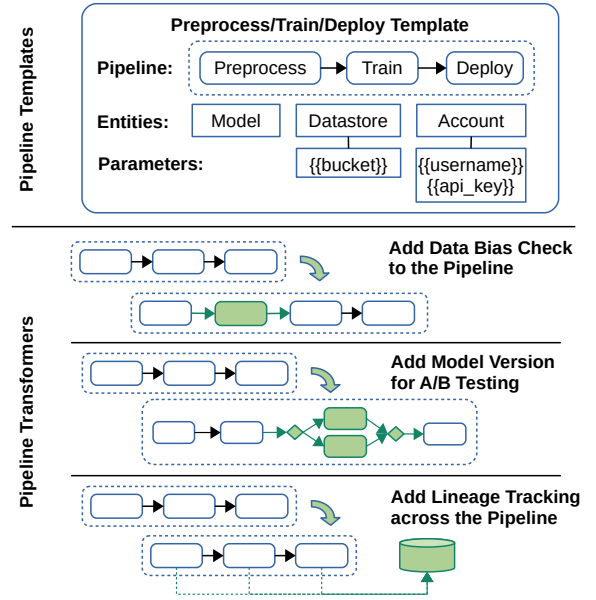 Pipeline Templates
Preprocess/Train/Deploy Template
Pipeline: Preprocess Train Deploy
Entities: Model Datastore Account
Parameters: {{bucket}} {{username}}
{{api_key}}
Pipeline Transformers
Add Data Bias Check
to the Pipeline
Add Model Version
for A/B Testing
Add Lineage Tracking
across the Pipeline